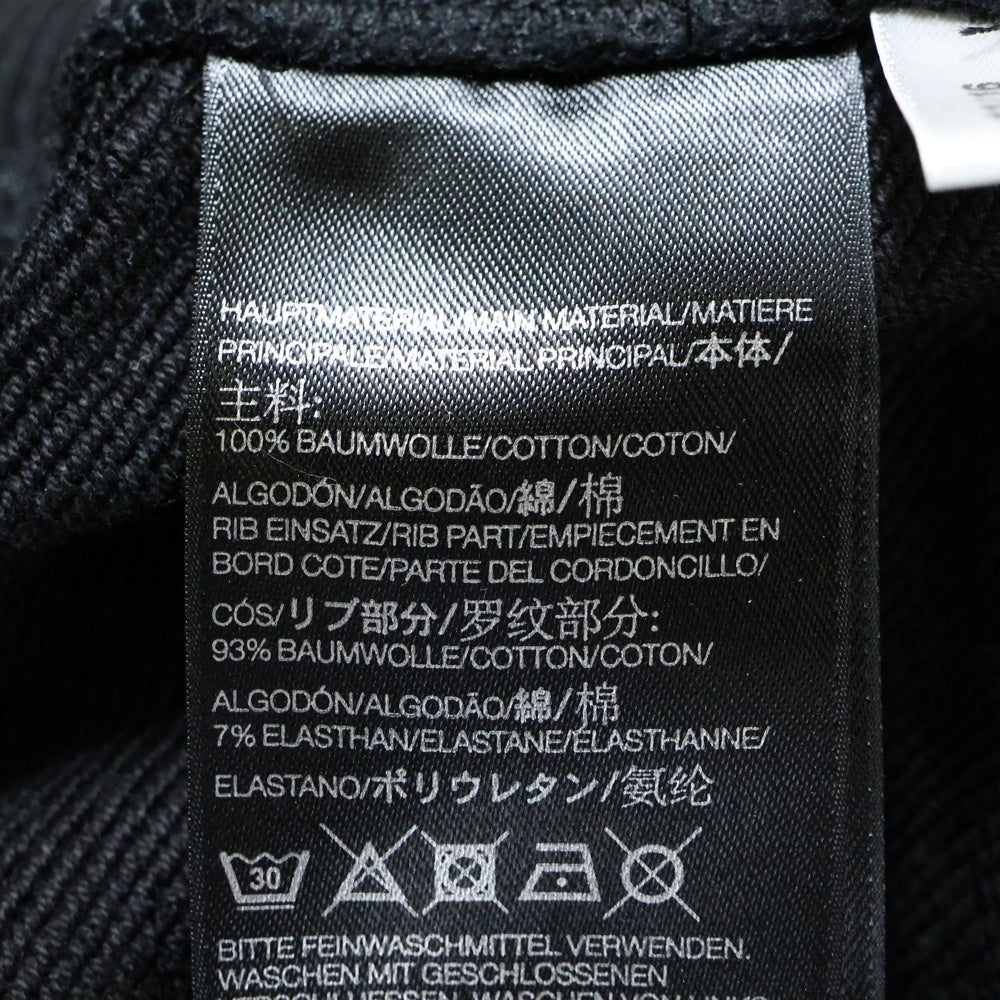 HAUPTMATERIAL/MAIN MATERIAL/MATIERE
PRINCIPALE/MATERIAL PRINCIPAL/本体/
主料:
100% BAUMWOLLE/COTTON/COTON/
ALGODÓN/ALGODÃO/綿/棉
RIB EINSATZ/RIB PART/EMPIECEMENT EN
BORD COTE/PARTE DEL CORDONCILLO/
CÓS/リブ部分/罗纹部分:
93% BAUMWOLLE/COTTON/COTON/
ALGODÓN/ALGODÃO/綿/棉
7% ELASTHAN/ELASTANE/ELASTHANNE/
ELASTANO/ポリウレタン/氨纶
30
BITTE FEINWASCHMITTEL VERWENDEN.
WASCHEN MIT GESCHLOSSENEN